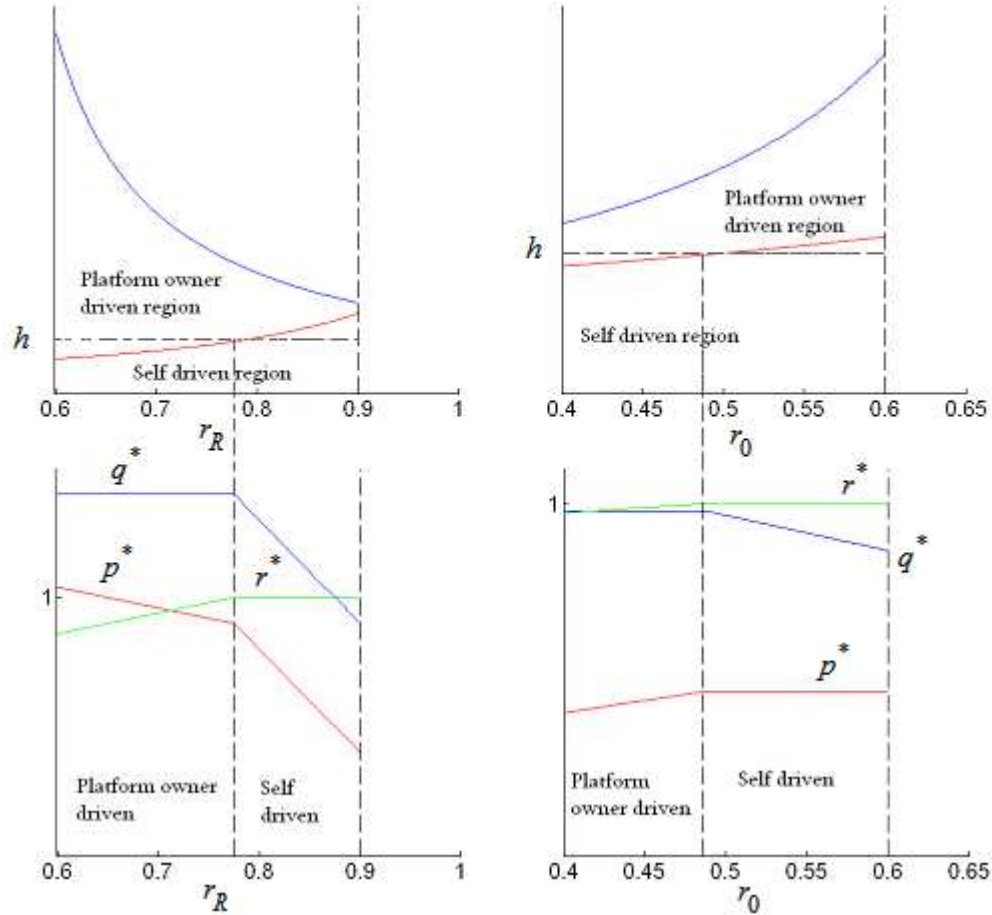 Platform owner
driven region
h
Self driven region
0.6 0.7 0.8 0.9 1
r_R
Platform owner
driven region
h
Self driven region
0.4 0.45 0.5 0.55 0.6 0.65
r_0
q*
p*
r*
1
Platform owner
driven
Self
driven
0.6 0.7 0.8 0.9 1
r_R
1
r*
q*
p*
Platform
owner driven
Self driven
0.4 0.45 0.5 0.55 0.6 0.65
r_0